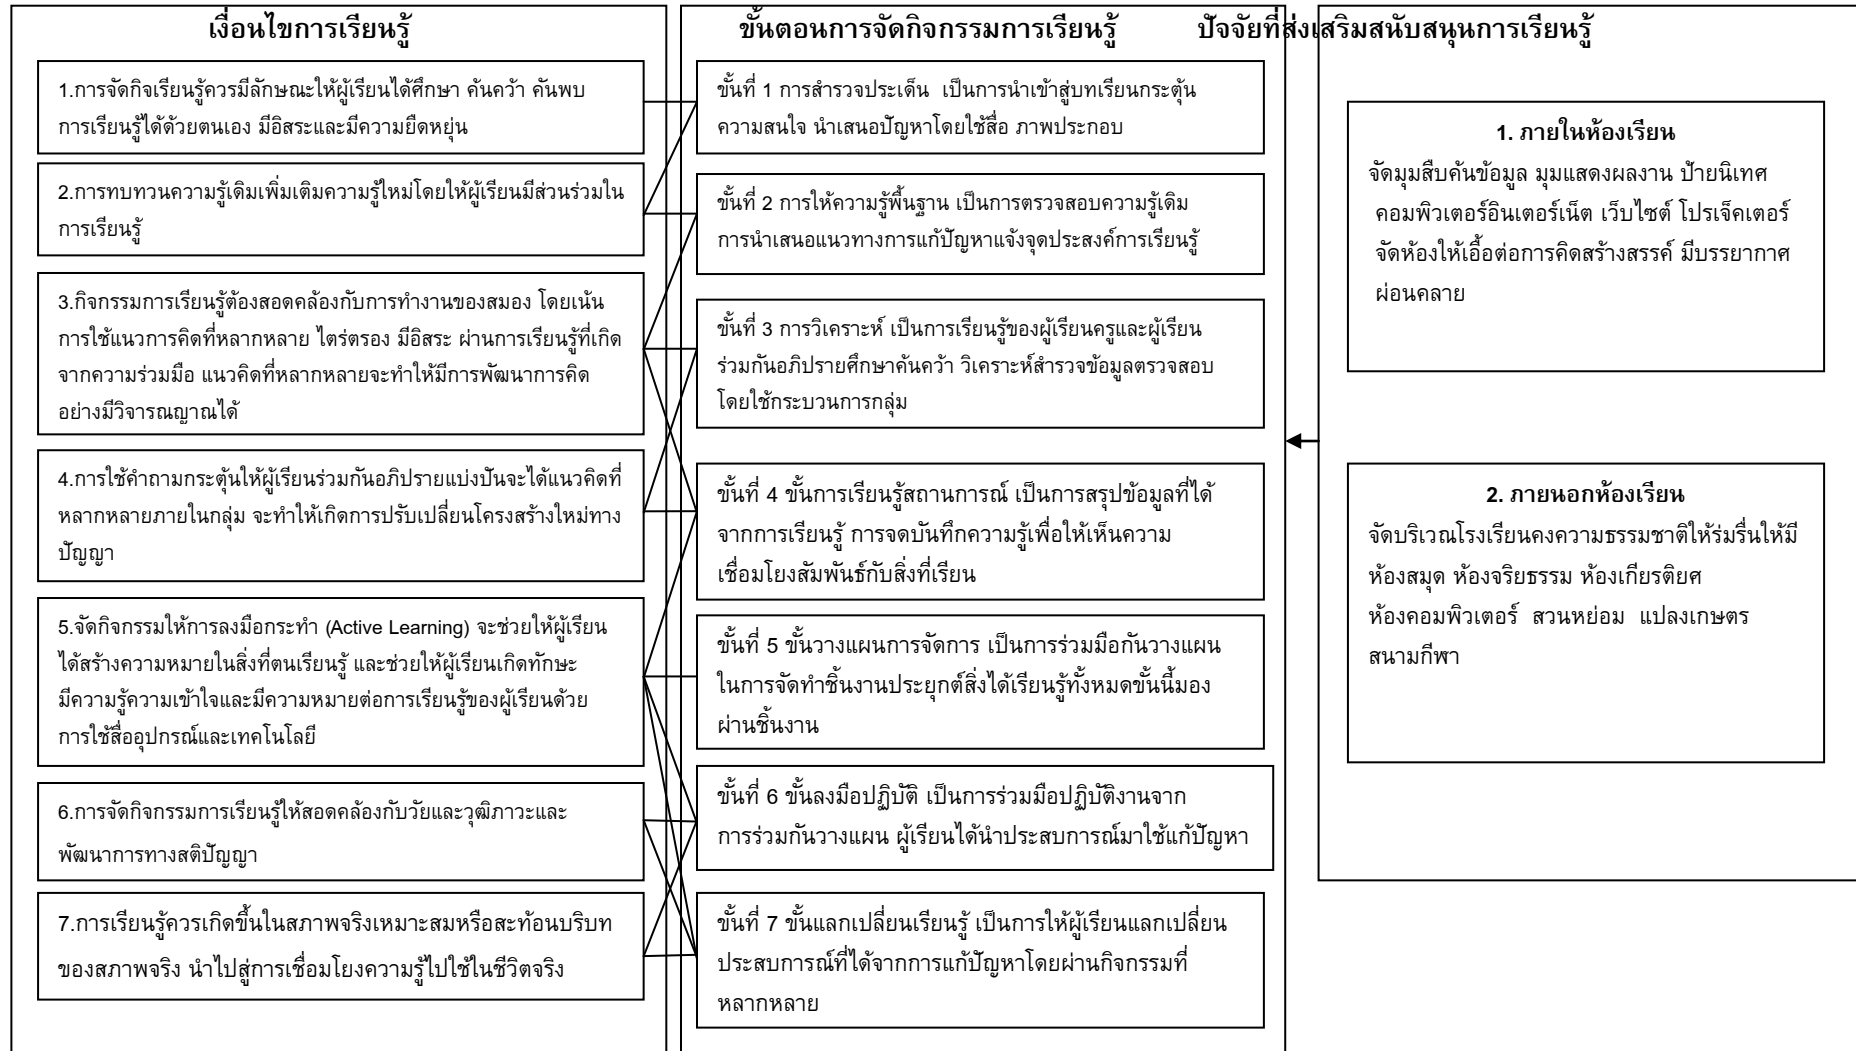 เงื่อนไขการเรียนรู้
1.การจัดกิจเรียนรู้ควรมีลักษณะให้ผู้เรียนได้ศึกษา ค้นคว้า ค้นพบ
การเรียนรู้ได้ด้วยตนเอง มีอิสระและมีความยืดหยุ่น
2.การทบทวนความรู้เดิมเพิ่มเติมความรู้ใหม่โดยให้ผู้เรียนมีส่วนร่วมใน
การเรียนรู้
3.กิจกรรมการเรียนรู้ต้องสอดคล้องกับการทำงานของสมอง โดยเน้น
การใช้แนวการคิดที่หลากหลาย ไตร่ตรอง มีอิสระ ผ่านการเรียนรู้ที่เกิด
จากความร่วมมือ แนวคิดที่หลากหลายจะทำให้มีการพัฒนาการคิด
อย่างมีวิจารณญาณได้
4.การใช้คำถามกระตุ้นให้ผู้เรียนร่วมกันอภิปรายแบ่งปันจะได้แนวคิดที่
หลากหลายภายในกลุ่ม จะทำให้เกิดการปรับเปลี่ยนโครงสร้างใหม่ทาง
ปัญญา
5.จัดกิจกรรมให้การลงมือกระทำ (Active Learning) จะช่วยให้ผู้เรียน
ได้สร้างความหมายในสิ่งที่ตนเรียนรู้ และช่วยให้ผู้เรียนเกิดทักษะ
มีความรู้ความเข้าใจและมีความหมายต่อการเรียนรู้ของผู้เรียนด้วย
การใช้สื่ออุปกรณ์และเทคโนโลยี
6.การจัดกิจกรรมการเรียนรู้ให้สอดคล้องกับวัยและวุฒิภาวะและ
พัฒนาการทางสติปัญญา
7.การเรียนรู้ควรเกิดขึ้นในสภาพจริงเหมาะสมหรือสะท้อนบริบท
ของสภาพจริง นำไปสู่การเชื่อมโยงความรู้ไปใช้ในชีวิตจริง
ขั้นตอนการจัดกิจกรรมการเรียนรู้
ขั้นที่ 1 การสำรวจประเด็น เป็นการนำเข้าสู่บทเรียนกระตุ้น
ความสนใจ นำเสนอปัญหาโดยใช้สื่อ ภาพประกอบ
ขั้นที่ 2 การให้ความรู้พื้นฐาน เป็นการตรวจสอบความรู้เดิม
การนำเสนอแนวทางการแก้ปัญหาแจ้งจุดประสงค์การเรียนรู้
ขั้นที่ 3 การวิเคราะห์ เป็นการเรียนรู้ของผู้เรียนครูและผู้เรียน
ร่วมกันอภิปรายศึกษาค้นคว้า วิเคราะห์สำรวจข้อมูลตรวจสอบ
โดยใช้กระบวนการกลุ่ม
ขั้นที่ 4 ขั้นการเรียนรู้สถานการณ์ เป็นการสรุปข้อมูลที่ได้
จากการเรียนรู้ การจดบันทึกความรู้เพื่อให้เห็นความ
เชื่อมโยงสัมพันธ์กับสิ่งที่เรียน
ขั้นที่ 5 ขั้นวางแผนการจัดการ เป็นการร่วมมือกันวางแผน
ในการจัดทำชิ้นงานประยุกต์สิ่งได้เรียนรู้ทั้งหมดขั้นนี้มอง
ผ่านชิ้นงาน
ขั้นที่ 6 ขั้นลงมือปฏิบัติ เป็นการร่วมมือปฏิบัติงานจาก
การร่วมกันวางแผน ผู้เรียนได้นำประสบการณ์มาใช้แก้ปัญหา
ขั้นที่ 7 ขั้นแลกเปลี่ยนเรียนรู้ เป็นการให้ผู้เรียนแลกเปลี่ยน
ประสบการณ์ที่ได้จากการแก้ปัญหาโดยผ่านกิจกรรมที่
หลากหลาย
ปัจจัยที่ส่งเสริมสนับสนุนการเรียนรู้
1. ภายในห้องเรียน
จัดมุมสืบค้นข้อมูล มุมแสดงผลงาน ป้ายนิเทศ
คอมพิวเตอร์อินเตอร์เน็ต เว็บไซต์ โปรเจ็คเตอร์
จัดห้องให้เอื้อต่อการคิดสร้างสรรค์ มีบรรยากาศ
ผ่อนคลาย
2. ภายนอกห้องเรียน
จัดบริเวณโรงเรียนคงความธรรมชาติให้ร่มรื่นให้มี
ห้องสมุด ห้องจริยธรรม ห้องเกียรติยศ
ห้องคอมพิวเตอร์ สวนหย่อม แปลงเกษตร
สนามกีฬา